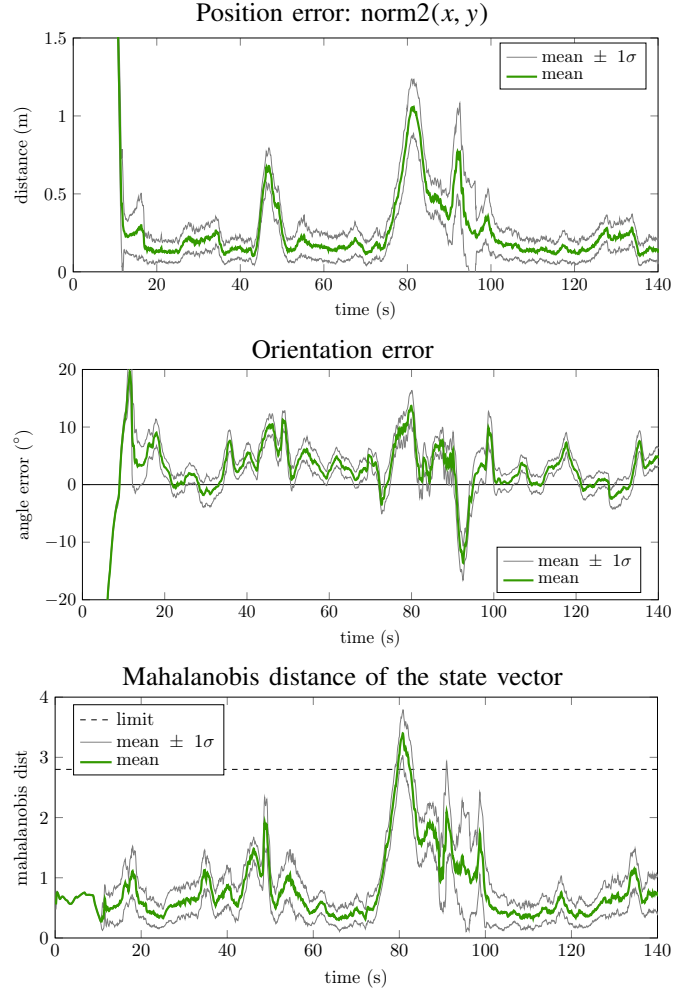 Position error: norm2(x, y)
1.5
1
0.5
0
distance (m)
mean ± 1σ
mean
0 20 40 60 80 100 120 140
time (s)
Orientation error
20
10
0
−10
−20
angle error (°)
mean ± 1σ
mean
0 20 40 60 80 100 120 140
time (s)
Mahalanobis distance of the state vector
4
3
2
1
0
mahalanobis dist
limit
mean ± 1σ
mean
0 20 40 60 80 100 120 140
time (s)